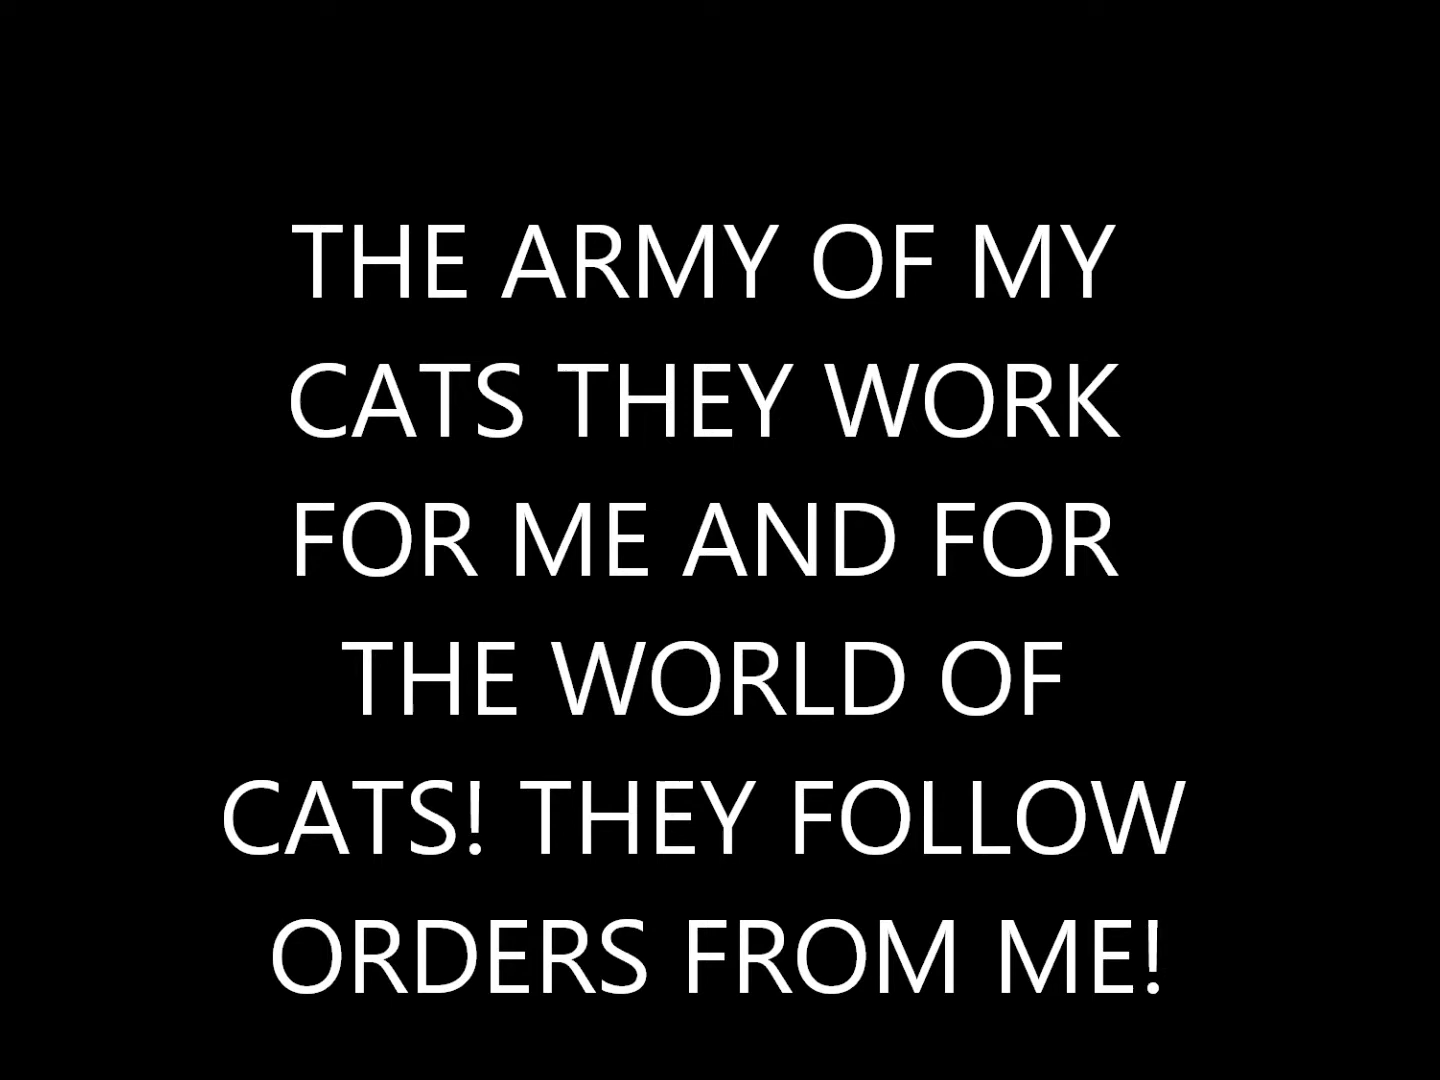 THE ARMY OF MY
CATS THEY WORK
FOR ME AND FOR
THE WORLD OF
CATS! THEY FOLLOW
ORDERS FROM ME!